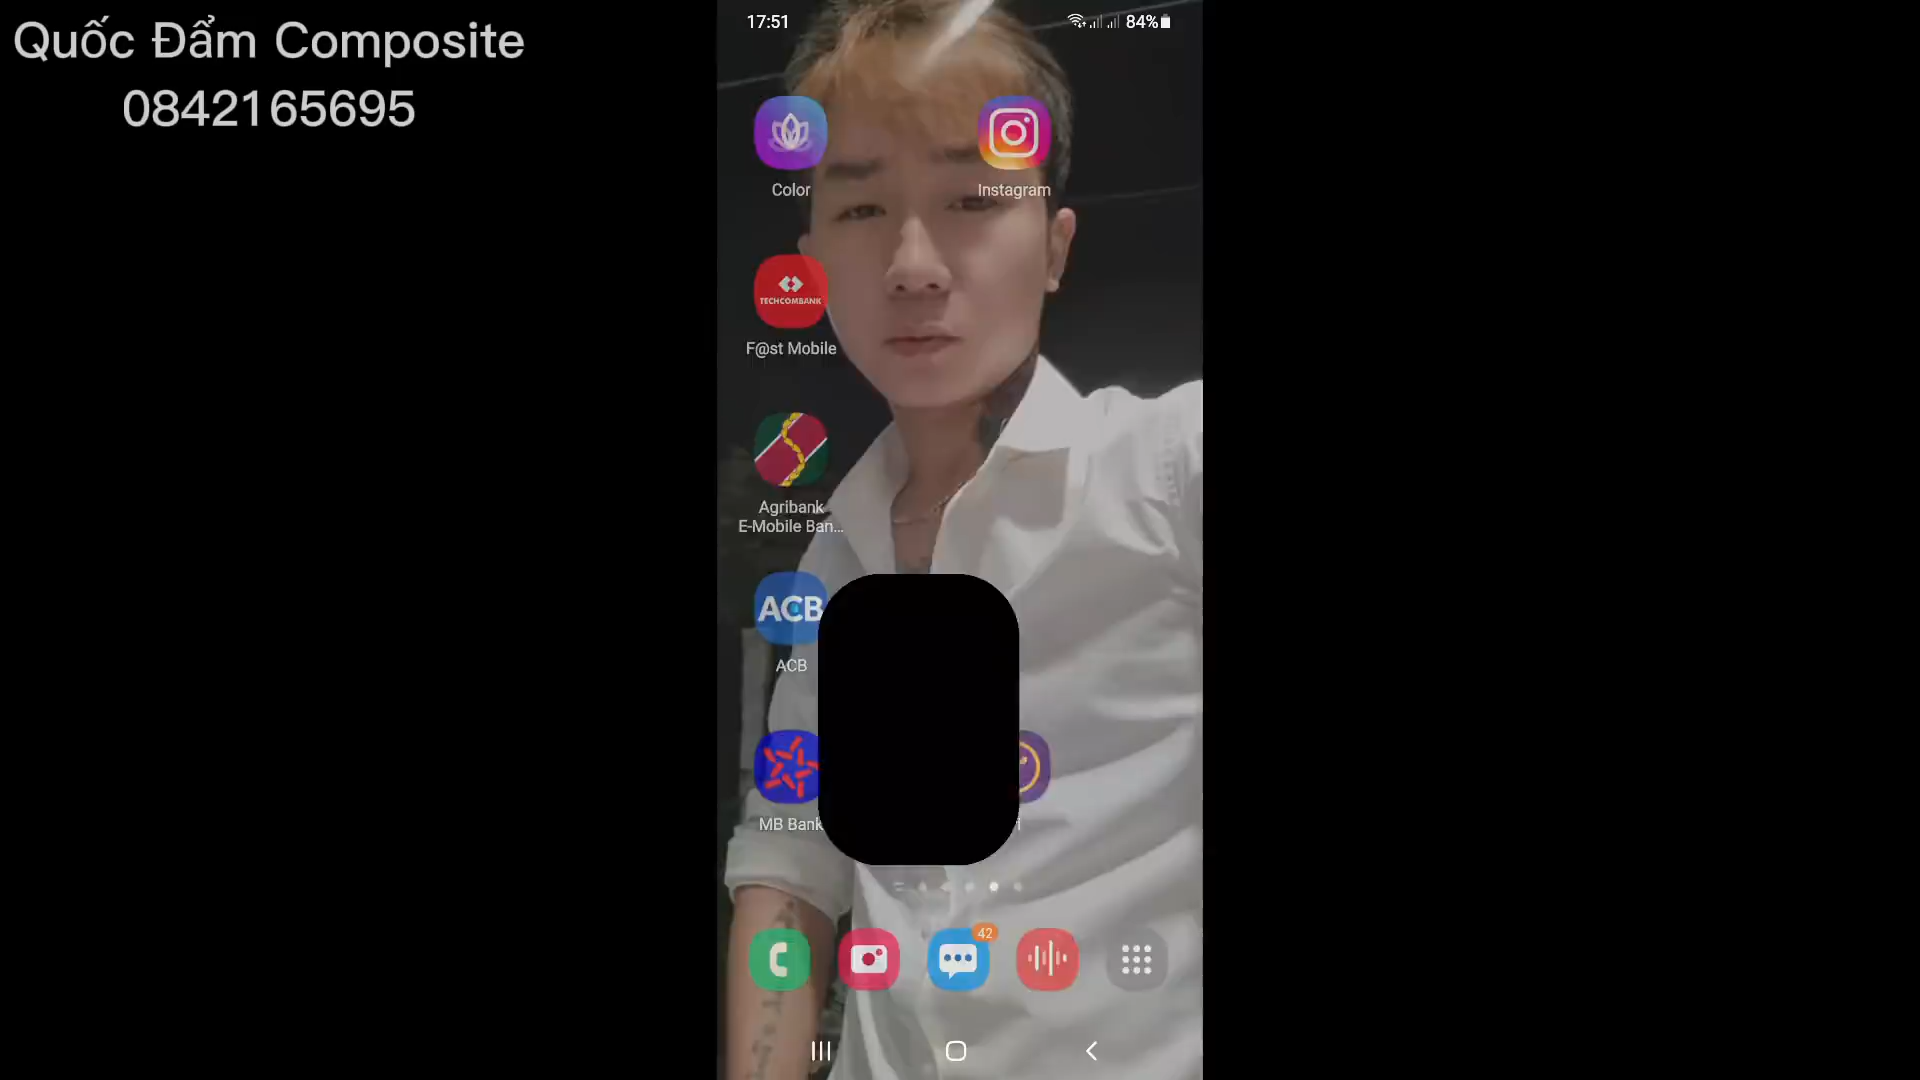 Quốc Đẩm Composite
0842165695
17:51
84%
Color
Instagram
TECHCOMBANK
F@st Mobile
Agribank
E-Mobile Ban...
ACB
ACB
MB Bank
42